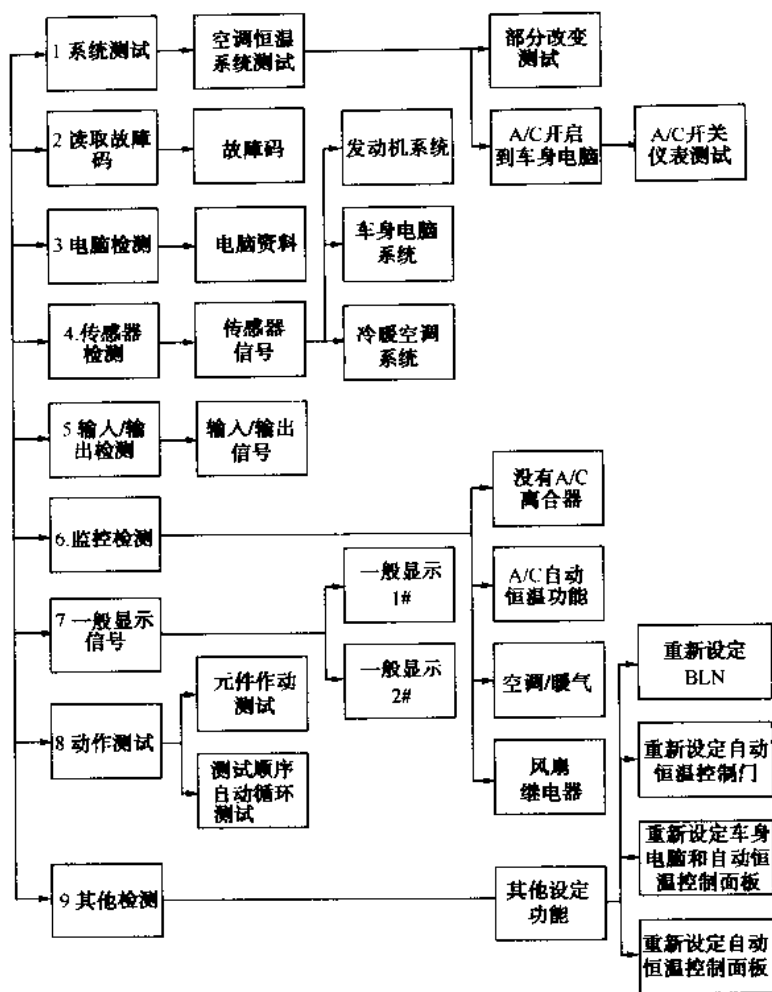 1 系统测试
空调恒温
系统测试
部分改变
测试
2 读取故障
码
故障码
发动机系统
A/C开启
到车身电脑
A/C开关
仪表测试
3 电脑检测
电脑资料
车身电脑
系统
4.传感器
检测
传感器
信号
冷暖空调
系统
5 输人/输
出检测
输入/输出
信号
没有A/C
离合器
6.监控检测
一般显示
1#
A/C自动
恒温功能
7 一般显示
信号
一般显示
2#
空调/暖气
重新设定
BLN
8 动作测试
元件作动
测试
测试顺序
自动循环
测试
风扇
继电器
重新设定自动
恒温控制门
重新设定车身
电脑和自动恒
温控制面板
9 其他检测
其他设定
功能
重新设定自动
恒温控制面板